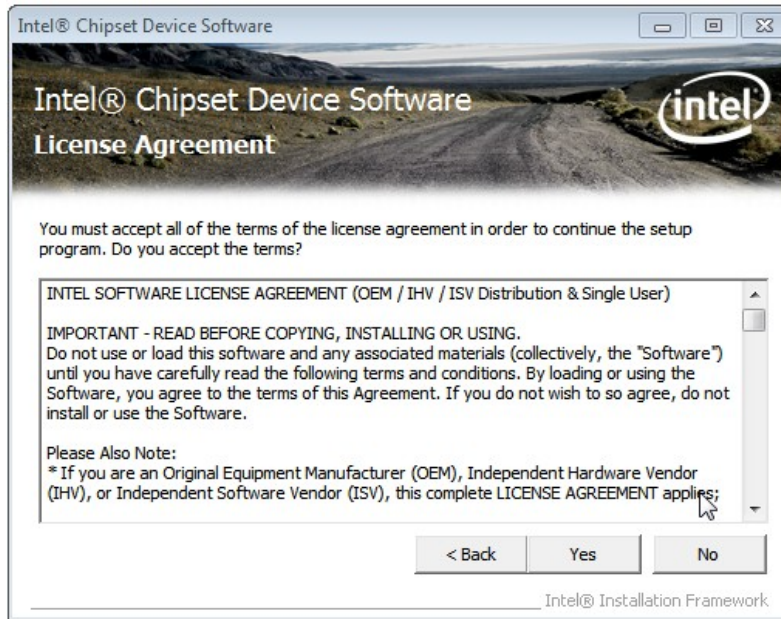 Intel® Chipset Device Software
Intel® Chipset Device Software
intel
License Agreement
You must accept all of the terms of the license agreement in order to continue the setup
program. Do you accept the terms?
INTEL SOFTWARE LICENSE AGREEMENT (OEM / IHV / ISV Distribution & Single User)
IMPORTANT - READ BEFORE COPYING, INSTALLING OR USING.
Do not use or load this software and any associated materials (collectively, the "Software")
until you have carefully read the following terms and conditions. By loading or using the
Software, you agree to the terms of this Agreement. If you do not wish to so agree, do not
install or use the Software.
Please Also Note:
* If you are an Original Equipment Manufacturer (OEM), Independent Hardware Vendor
(IHV), or Independent Software Vendor (ISV), this complete LICENSE AGREEMENT applies;
< Back Yes No
Intel® Installation Framework